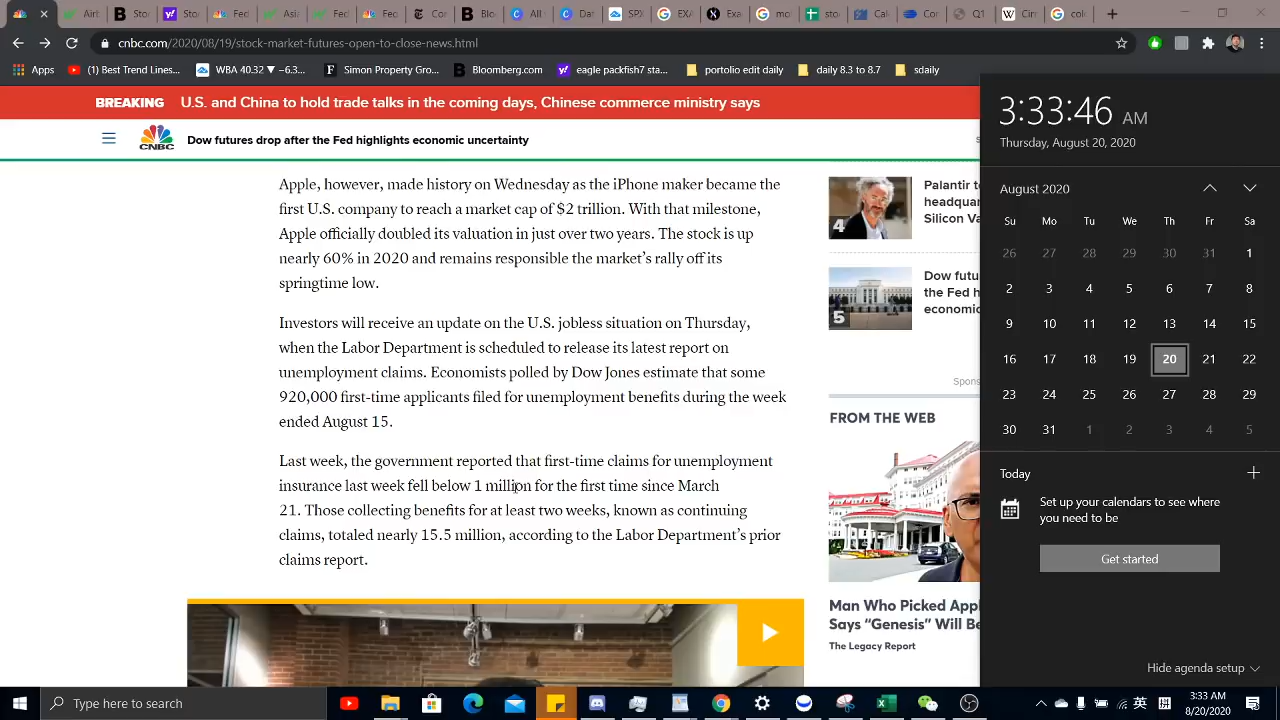 cnbc.com/2020/08/19/stock-market-futures-open-to-close-news.html
Apps
(1) Best Trend Lines...
WBA 40.32 ▼ −6.3...
Simon Property Gro...
Bloomberg.com
eagle packfish7 sta...
portolio edit daily
daily 8.3 to 8.7
sdaily
BREAKING U.S. and China to hold trade talks in the coming days, Chinese commerce ministry says
CNBC
Dow futures drop after the Fed highlights economic uncertainty
Apple, however, made history on Wednesday as the iPhone maker became the
first U.S. company to reach a market cap of $2 trillion. With that milestone,
Apple officially doubled its valuation in just over two years. The stock is up
nearly 60% in 2020 and remains responsible the market's rally off its
springtime low.
Investors will receive an update on the U.S. jobless situation on Thursday,
when the Labor Department is scheduled to release its latest report on
unemployment claims. Economists polled by Dow Jones estimate that some
920,000 first-time applicants filed for unemployment benefits during the week
ended August 15.
Last week, the government reported that first-time claims for unemployment
insurance last week fell below 1 million for the first time since March
21. Those collecting benefits for at least two weeks, known as continuing
claims, totaled nearly 15.5 million, according to the Labor Department's prior
claims report.
4
Palantir t
headquar
Silicon Va
5
Dow futu
the Fed h
economic
Spons
FROM THE WEB
Man Who Picked Appl
Says "Genesis" Will Be
The Legacy Report
3:33:46 AM
Thursday, August 20, 2020
August 2020
Su Mo Tu We Th Fr Sa
26 27 28 29 30 31 1
2 3 4 5 6 7 8
9 10 11 12 13 14 15
16 17 18 19 20 21 22
23 24 25 26 27 28 29
30 31 1 2 3 4 5
Today
Set up your calendars to see where
you need to be
Get started
Hide agenda setup
Type here to search
英
拼
3:33 AM
8/20/2020